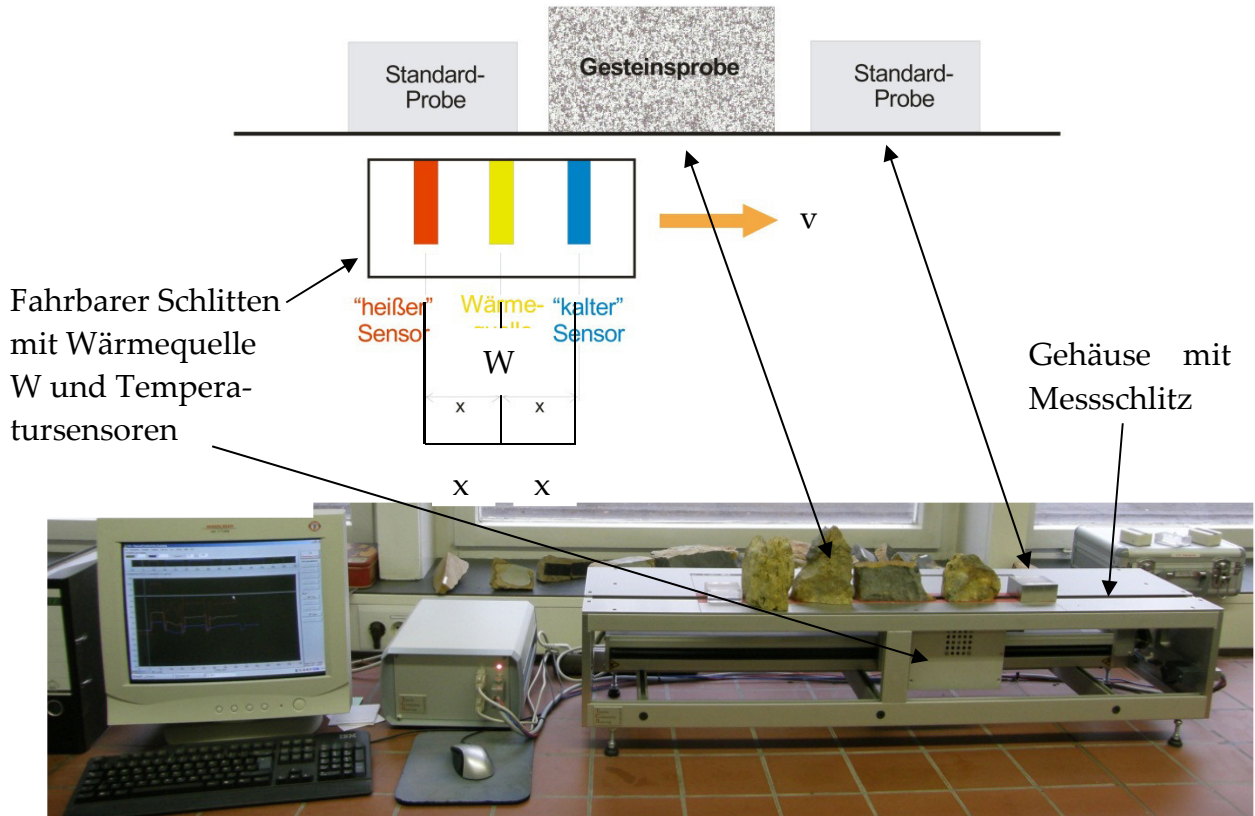 Standard-
Probe
Gesteinsprobe
Standard-
Probe
v
"heißer"
Sensor
Wärme-
"kalter"
Sensor
Fahrbarer Schlitten
mit Wärmequelle
W und Tempera-
tursensoren
W
x x
x x
Gehäuse mit
Messschlitz